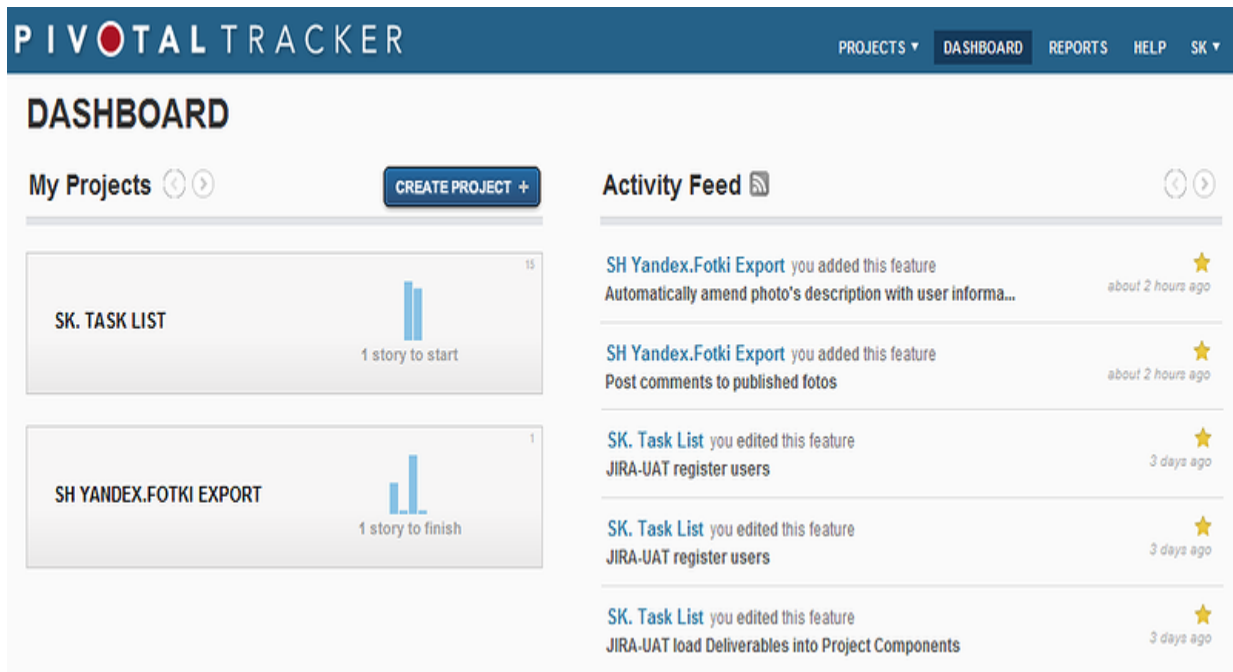 PIVOTALTRACKER
PROJECTS ▼ DASHBOARD REPORTS HELP SK ▼
DASHBOARD
My Projects
CREATE PROJECT +
15
SK. TASK LIST
1 story to start
1
SH YANDEX.FOTKI EXPORT
1 story to finish
Activity Feed
SH Yandex.Fotki Export you added this feature
Automatically amend photo's description with user informa...
about 2 hours ago
SH Yandex.Fotki Export you added this feature
Post comments to published fotos
about 2 hours ago
SK. Task List you edited this feature
JIRA-UAT register users
3 days ago
SK. Task List you edited this feature
JIRA-UAT register users
3 days ago
SK. Task List you edited this feature
JIRA-UAT load Deliverables into Project Components
3 days ago